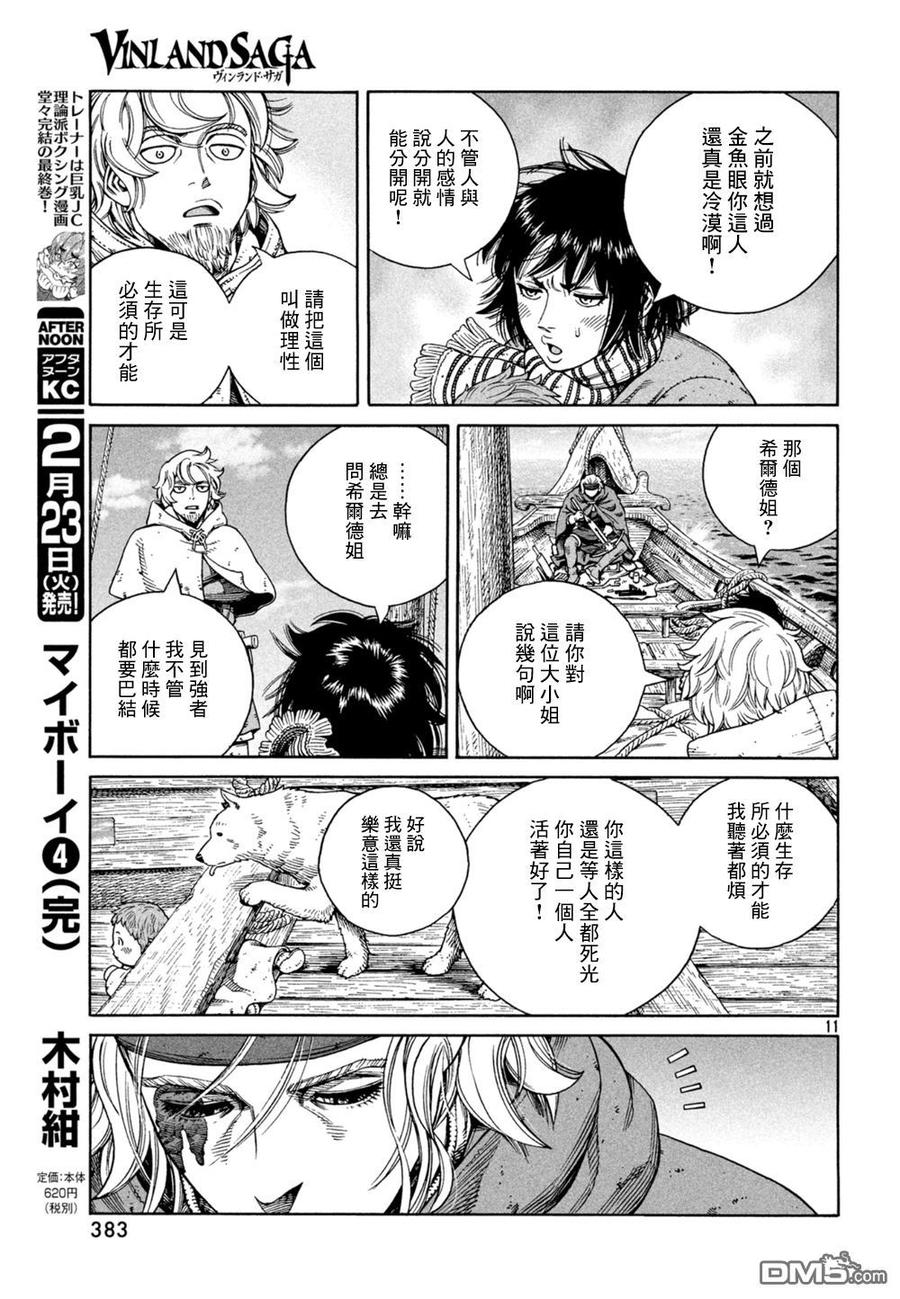 VINLAND SAGA
ヴィンランド・サガ
之前就想過
金魚眼你這人
還真是冷漠啊！
不管人與
人的感情
說分開就
能分開呢！
請把這個
叫做理性
這可是
生存所
必須的才能
那個
希爾德姐？
請你對
這位大小姐
說幾句啊
……幹嘛
總是去
問希爾德姐
見到強者
我不管
什麼時候
都要巴結
什麼生存
所必須的才能
我聽著都煩
你這樣的人
還是等人全都死光
你自己一個人
活著好了！
好說
我還真挺
樂意這樣的
11
トレーナーは巨乳JC
理論派ボクシング漫画
堂々完結の最終巻！
AFTER
NOON
アフタ
ヌーン
KC
2月23日(火)発売！
マイボーイ4(完)
木村紺
定価：本体
620円
(税別)
383
DM5.com